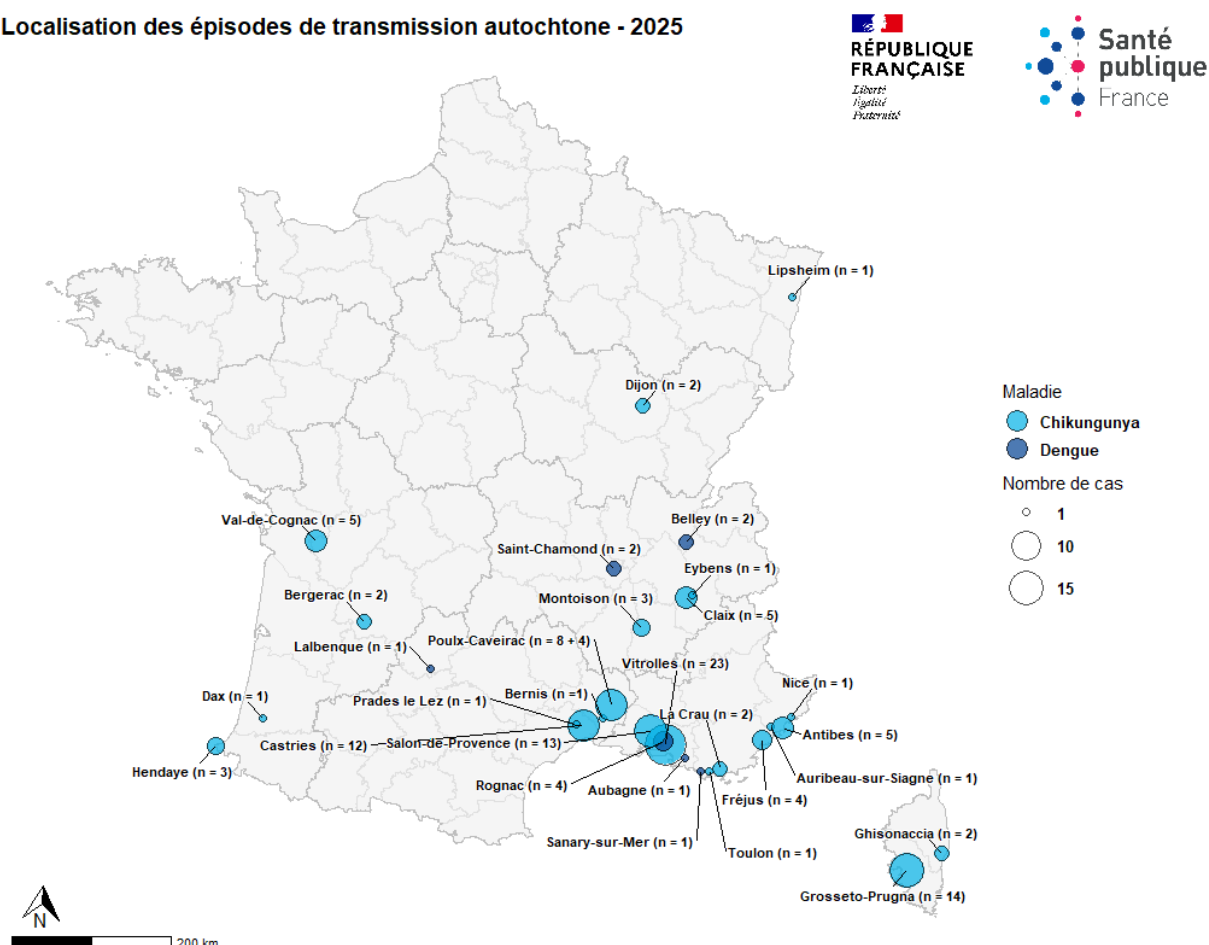 Localisation des épisodes de transmission autochtone - 2025
RÉPUBLIQUE
FRANÇAISE
Liberté
Égalité
Fraternité
Santé
publique
France
Lipsheim (n = 1)
Dijon (n = 2)
Maladie
Chikungunya
Dengue
Nombre de cas
1
10
15
Val-de-Cognac (n = 5)
Belley (n = 2)
Saint-Chamond (n = 2)
Eybens (n = 1)
Bergerac (n = 2)
Montoison (n = 3)
Claix (n = 5)
Lalbenque (n = 1)
Poulx-Caveirac (n = 8 + 4)
Vitrolles (n = 23)
Nice (n = 1)
Dax (n = 1)
Prades le Lez (n = 1)
Bernis (n =1)
La Crau (n = 2)
Antibes (n = 5)
Castries (n = 12)
Salon-de-Provence (n = 13)
Hendaye (n = 3)
Rognac (n = 4)
Aubagne (n = 1)
Auribeau-sur-Siagne (n = 1)
Fréjus (n = 4)
Sanary-sur-Mer (n = 1)
Toulon (n = 1)
Ghisonaccia (n = 2)
Grosseto-Prugna (n = 14)
N
200 km